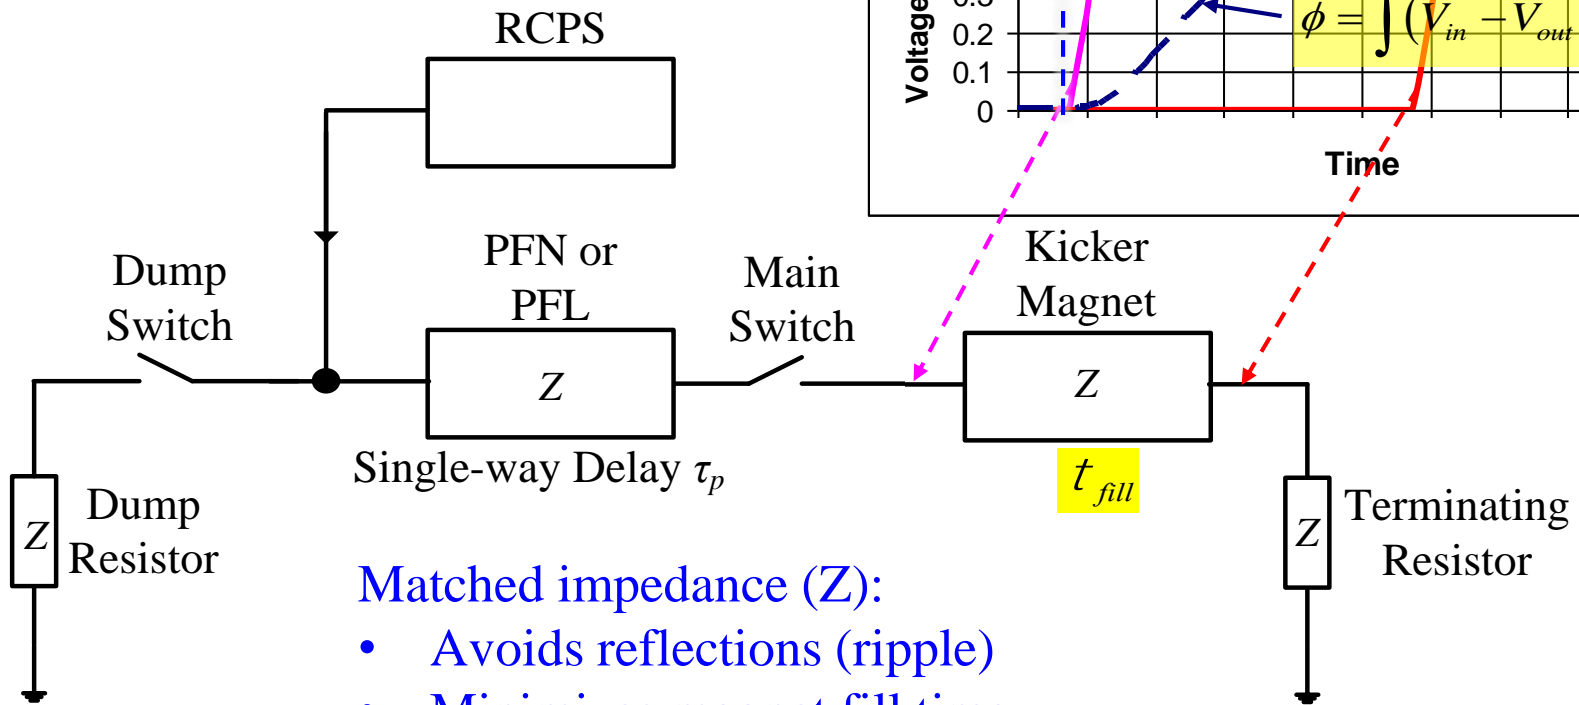 RCPS
Voltage
0.2
0.1
0
ϕ = ∫ (V_in − V_out
Time
Dump
Switch
PFN or
PFL
Main
Switch
Kicker
Magnet
Z
Z
Single-way Delay τ_p
t_fill
Z
Dump
Resistor
Z
Terminating
Resistor
Matched impedance (Z):
• Avoids reflections (ripple)